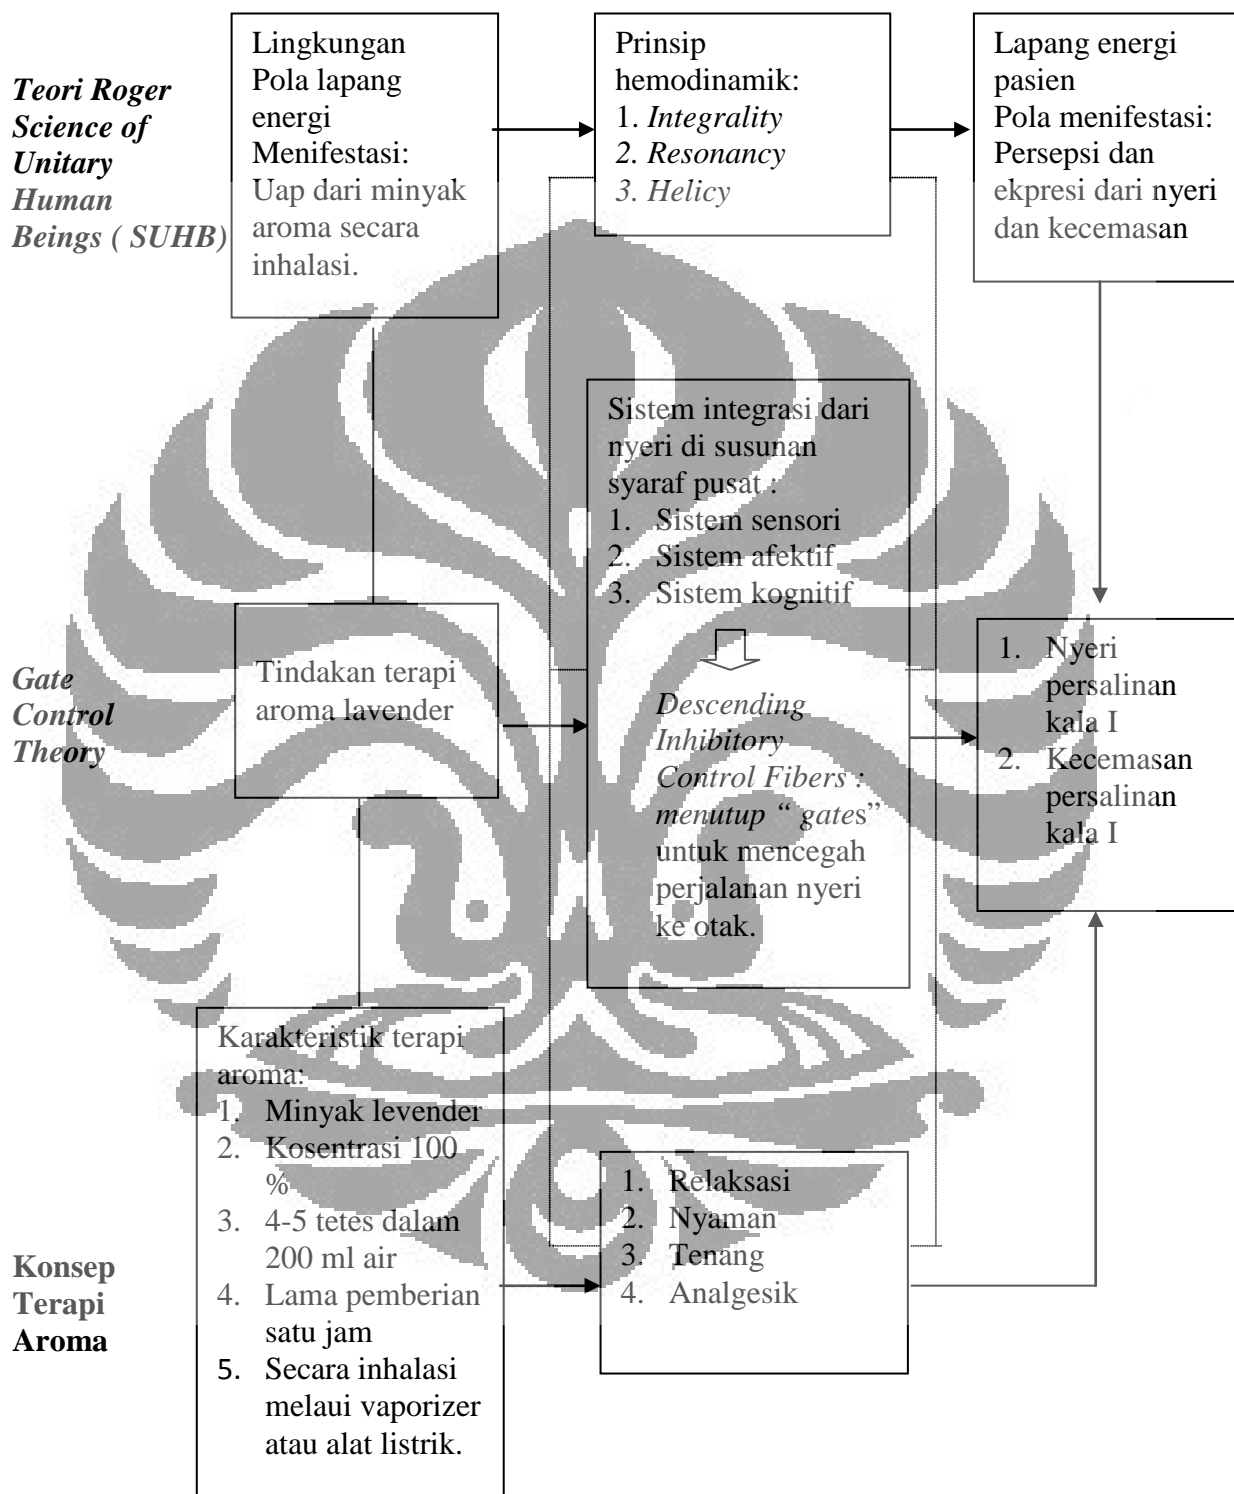 Teori Roger
Science of
Unitary
Human
Beings ( SUHB)
Lingkungan
Pola lapang
energi
Menifestasi:
Uap dari minyak
aroma secara
inhalasi.
Prinsip
hemodinamik:
1. Integrality
2. Resonancy
3. Helicy
Lapang energi
pasien
Pola menifestasi:
Persepsi dan
ekpresi dari nyeri
dan kecemasan
Gate
Control
Theory
Tindakan terapi
aroma lavender
Sistem integrasi dari
nyeri di susunan
syaraf pusat :
1. Sistem sensori
2. Sistem afektif
3. Sistem kognitif
Descending
Inhibitory
Control Fibers :
menutup “ gates”
untuk mencegah
perjalanan nyeri
ke otak.
1. Nyeri
persalinan
kala I
2. Kecemasan
persalinan
kala I
Konsep
Terapi
Aroma
Karakteristik terapi
aroma:
1. Minyak levender
2. Kosentrasi 100
%
3. 4-5 tetes dalam
200 ml air
4. Lama pemberian
satu jam
5. Secara inhalasi
melaui vaporizer
atau alat listrik.
1. Relaksasi
2. Nyaman
3. Tenang
4. Analgesik